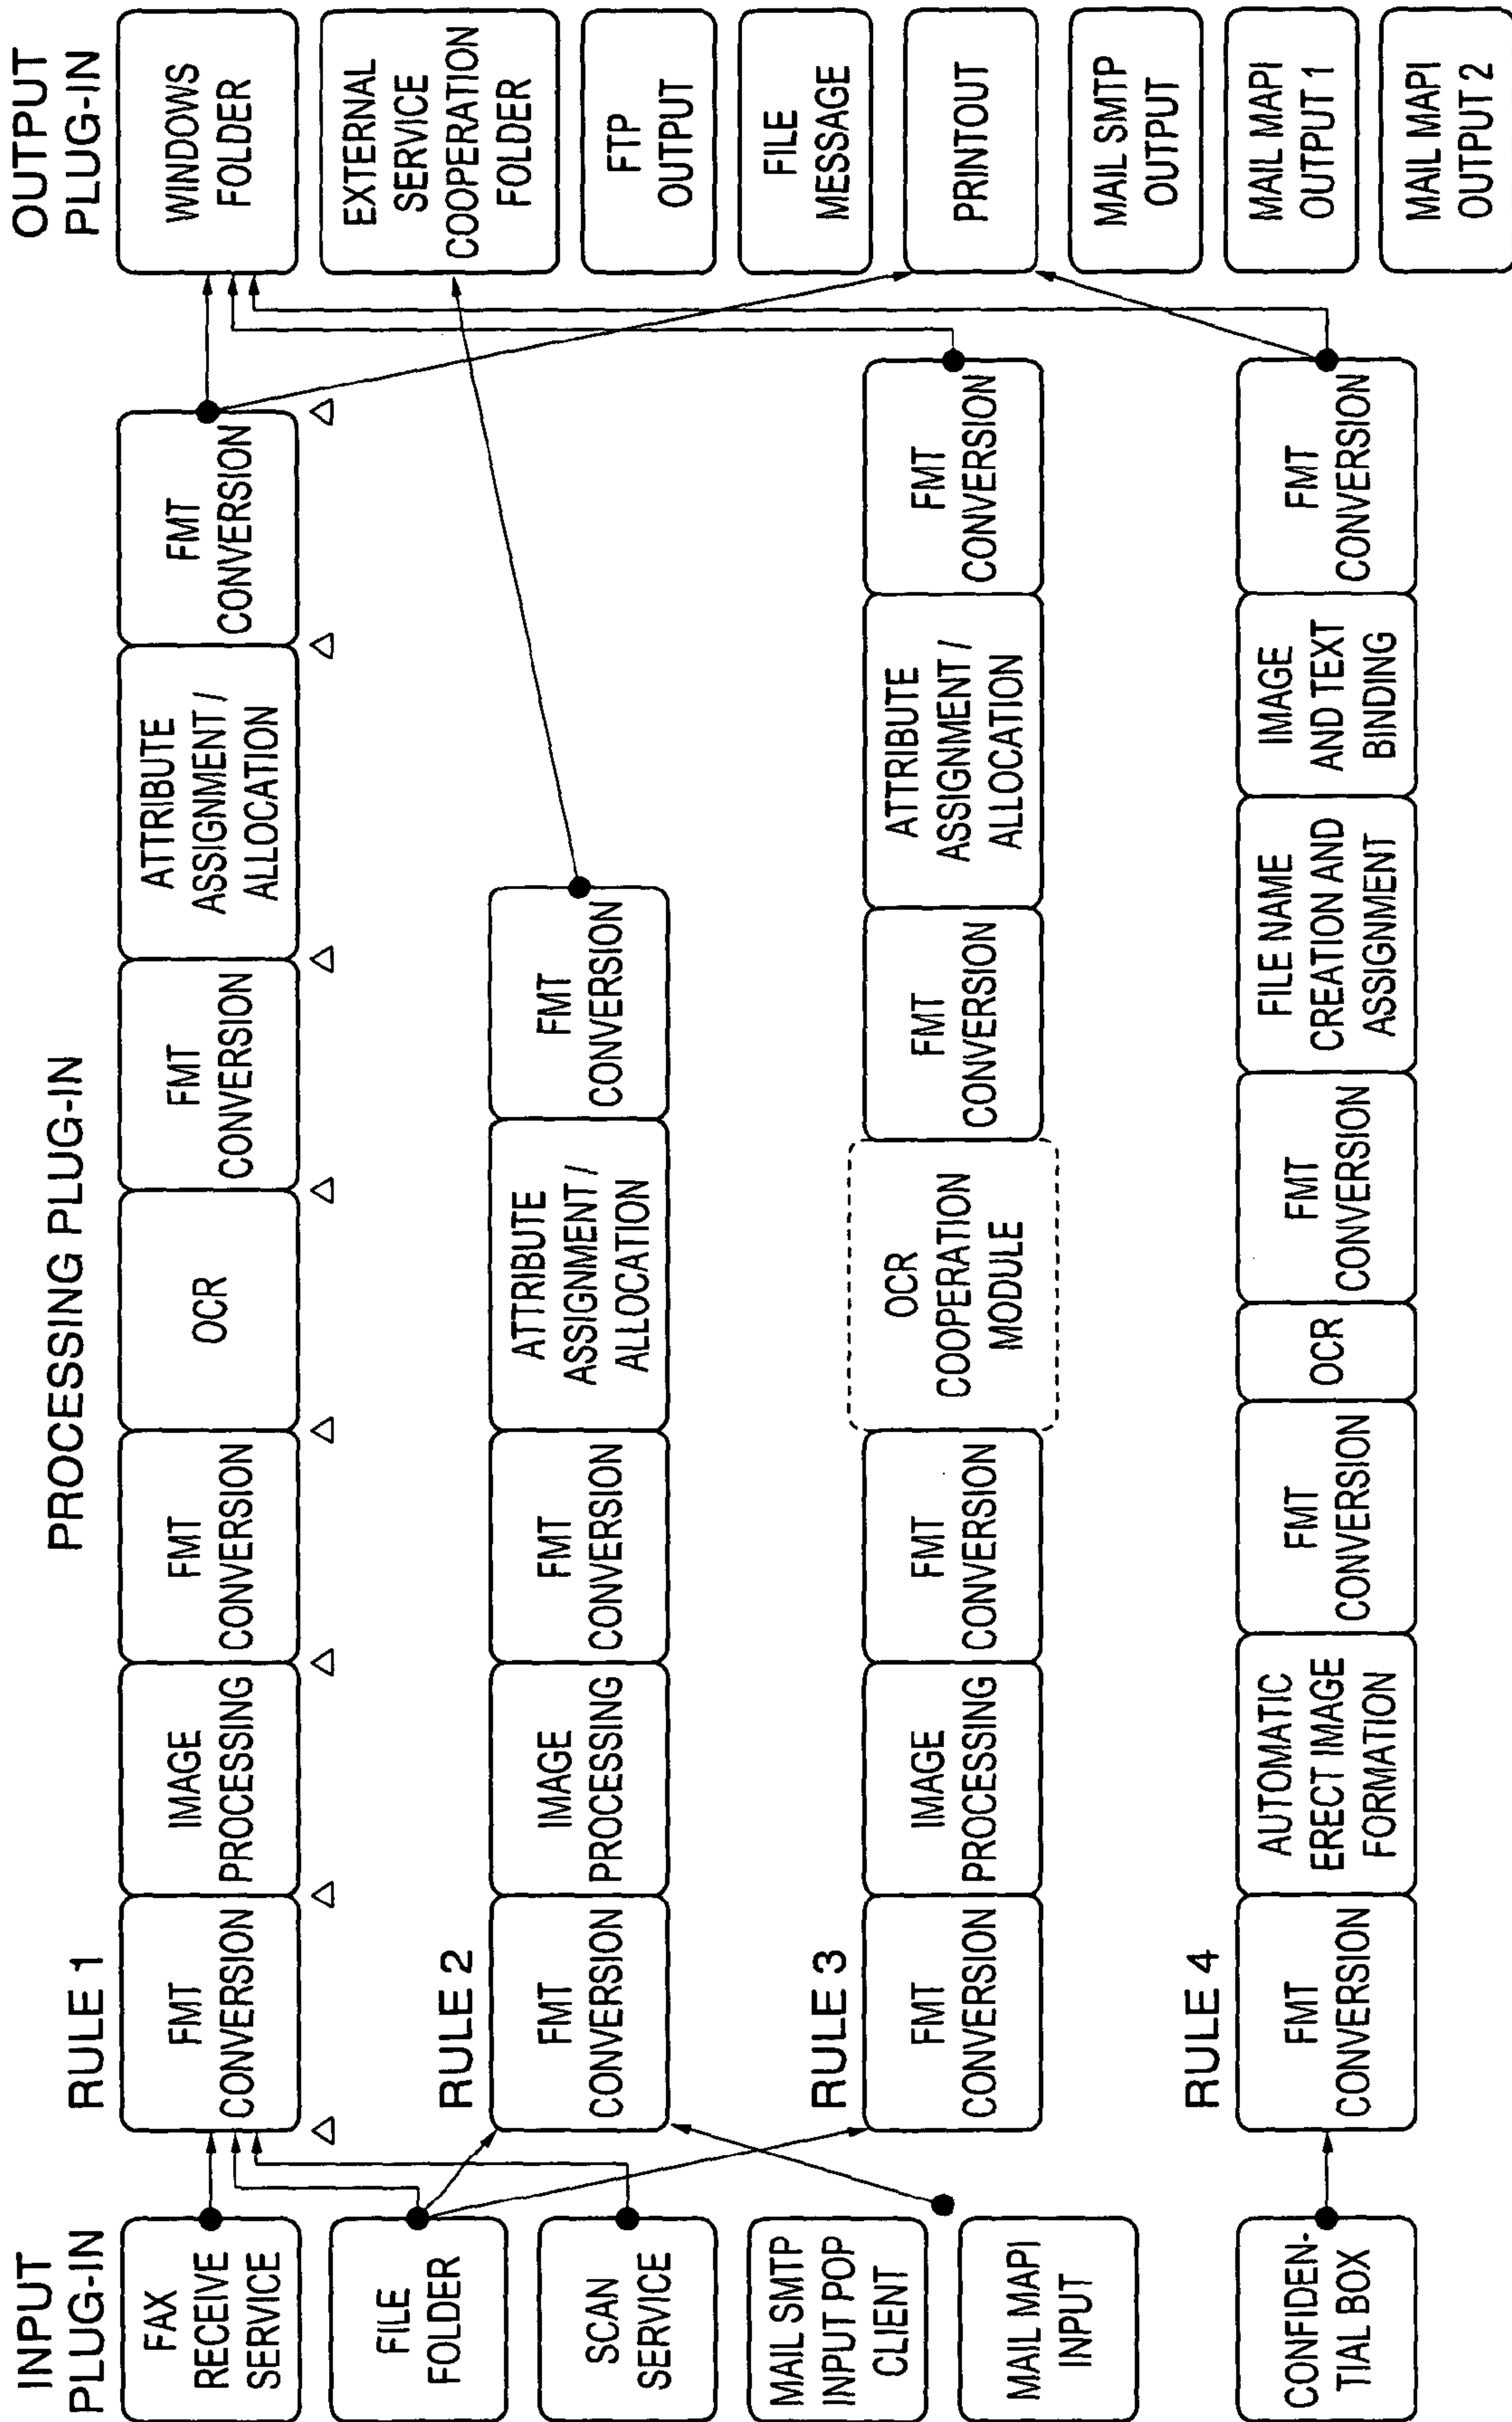 INPUT
PLUG-IN
PROCESSING PLUG-IN
OUTPUT
PLUG-IN
FAX
RECEIVE
SERVICE
FILE
FOLDER
SCAN
SERVICE
MAIL SMTP
INPUT POP
CLIENT
MAIL MAPI
INPUT
CONFIDEN-
TIAL BOX
RULE 1
FMT
CONVERSION
IMAGE
PROCESSING
FMT
CONVERSION
OCR
FMT
CONVERSION
ATTRIBUTE
ASSIGNMENT /
ALLOCATION
FMT
CONVERSION
RULE 2
FMT
CONVERSION
IMAGE
PROCESSING
FMT
CONVERSION
ATTRIBUTE
ASSIGNMENT /
ALLOCATION
FMT
CONVERSION
RULE 3
FMT
CONVERSION
IMAGE
PROCESSING
FMT
CONVERSION
OCR
COOPERATION
MODULE
FMT
CONVERSION
ATTRIBUTE
ASSIGNMENT /
ALLOCATION
FMT
CONVERSION
RULE 4
FMT
CONVERSION
AUTOMATIC
ERECT IMAGE
FORMATION
FMT
CONVERSION
OCR
FMT
CONVERSION
FILE NAME
CREATION AND
ASSIGNMENT
IMAGE
AND TEXT
BINDING
FMT
CONVERSION
WINDOWS
FOLDER
EXTERNAL
SERVICE
COOPERATION
FOLDER
FTP
OUTPUT
FILE
MESSAGE
PRINTOUT
MAIL SMTP
OUTPUT
MAIL MAPI
OUTPUT 1
MAIL MAPI
OUTPUT 2